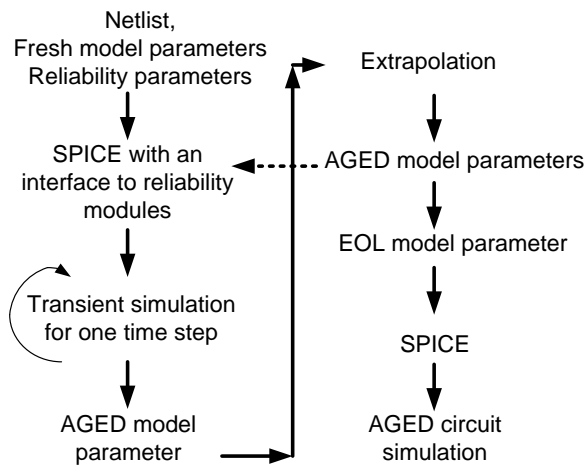 Netlist,
Fresh model parameters
Reliability parameters
SPICE with an
interface to reliability
modules
Transient simulation
for one time step
AGED model
parameter
Extrapolation
AGED model parameters
EOL model parameter
SPICE
AGED circuit
simulation